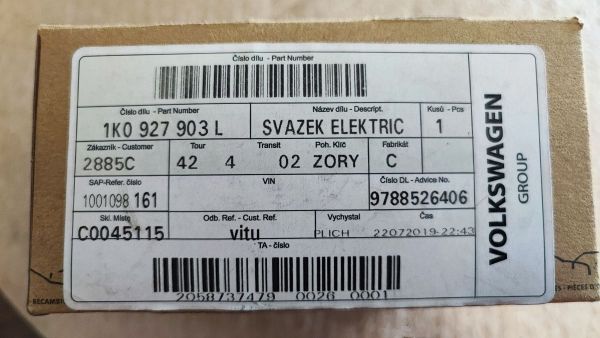 Číslo dílu - Part Number
Číslo dílu - Part Number
Název dílu - Descript.
Kusů - Pcs
1K0 927 903 L
SVAZEK ELEKTRIC
1
Zákazník - Customer
Tour
Transit
Poh. Klíč
Fabrikát
2885C
42
4
02 ZORY
C
SAP-Refer. číslo
VIN
Číslo DL - Advice No.
1001098 161
9788526406
Skl. Místo
Odb. Ref. - Cust. Ref.
Vychystal
Čas
C0045115
vitu
PLICH
22072019-22:43
TA - číslo
2058737479 0026 0001
VOLKSWAGEN
GROUP